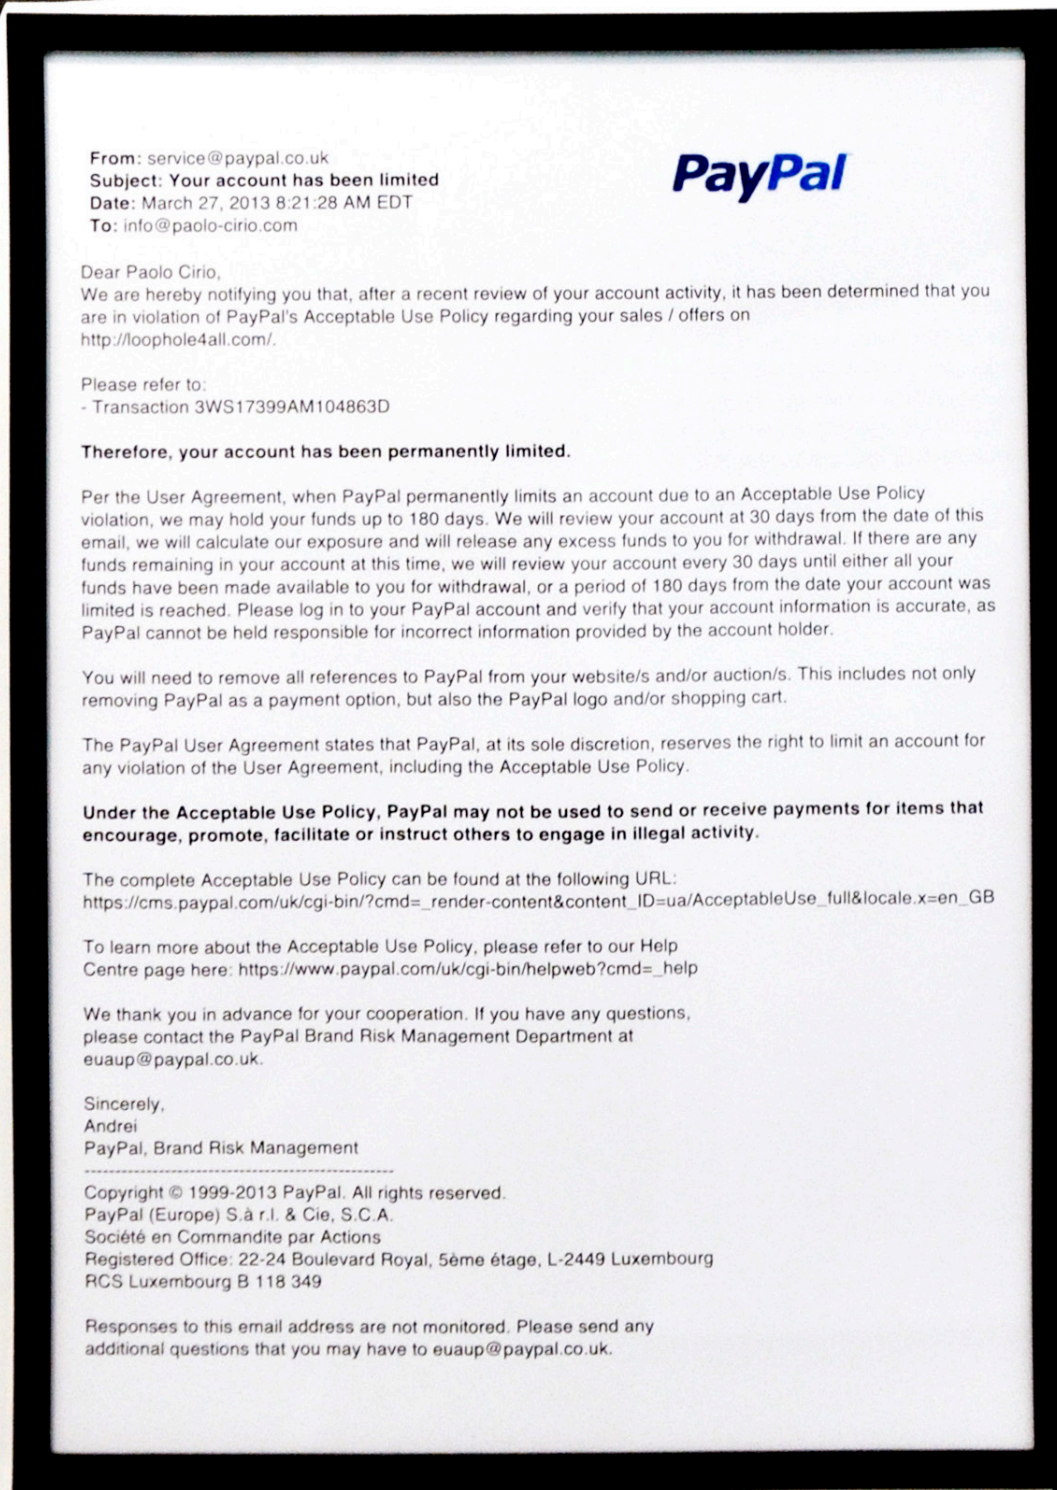 From: service@paypal.co.uk
Subject: Your account has been limited
Date: March 27, 2013 8:21:28 AM EDT
To: info@paolo-cirio.com
PayPal
Dear Paolo Cirio,
We are hereby notifying you that, after a recent review of your account activity, it has been determined that you
are in violation of PayPal's Acceptable Use Policy regarding your sales / offers on
http://loophole4all.com/.
Please refer to:
- Transaction 3WS17399AM104863D
Therefore, your account has been permanently limited.
Per the User Agreement, when PayPal permanently limits an account due to an Acceptable Use Policy
violation, we may hold your funds up to 180 days. We will review your account at 30 days from the date of this
email, we will calculate our exposure and will release any excess funds to you for withdrawal. If there are any
funds remaining in your account at this time, we will review your account every 30 days until either all your
funds have been made available to you for withdrawal, or a period of 180 days from the date your account was
limited is reached. Please log in to your PayPal account and verify that your account information is accurate, as
PayPal cannot be held responsible for incorrect information provided by the account holder.
You will need to remove all references to PayPal from your website/s and/or auction/s. This includes not only
removing PayPal as a payment option, but also the PayPal logo and/or shopping cart.
The PayPal User Agreement states that PayPal, at its sole discretion, reserves the right to limit an account for
any violation of the User Agreement, including the Acceptable Use Policy.
Under the Acceptable Use Policy, PayPal may not be used to send or receive payments for items that
encourage, promote, facilitate or instruct others to engage in illegal activity.
The complete Acceptable Use Policy can be found at the following URL:
https://cms.paypal.com/uk/cgi-bin/?cmd=_render-content&content_ID=ua/AcceptableUse_full&locale.x=en_GB
To learn more about the Acceptable Use Policy, please refer to our Help
Centre page here: https://www.paypal.com/uk/cgi-bin/helpweb?cmd=_help
We thank you in advance for your cooperation. If you have any questions,
please contact the PayPal Brand Risk Management Department at
euaup@paypal.co.uk.
Sincerely,
Andrei
PayPal, Brand Risk Management
------------------------------------------------
Copyright © 1999-2013 PayPal. All rights reserved.
PayPal (Europe) S.à r.l. & Cie, S.C.A.
Société en Commandite par Actions
Registered Office: 22-24 Boulevard Royal, 5ème étage, L-2449 Luxembourg
RCS Luxembourg B 118 349
Responses to this email address are not monitored. Please send any
additional questions that you may have to euaup@paypal.co.uk.